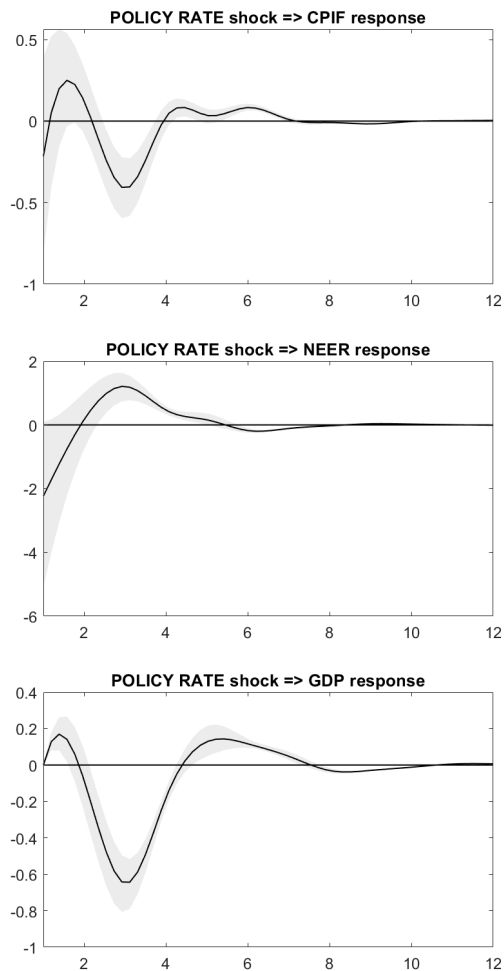 POLICY RATE shock => CPIF response
0.5
0
-0.5
-1
2 4 6 8 10 12
POLICY RATE shock => NEER response
2
0
-2
-4
-6
2 4 6 8 10 12
POLICY RATE shock => GDP response
0.4
0.2
0
-0.2
-0.4
-0.6
-0.8
-1
2 4 6 8 10 12